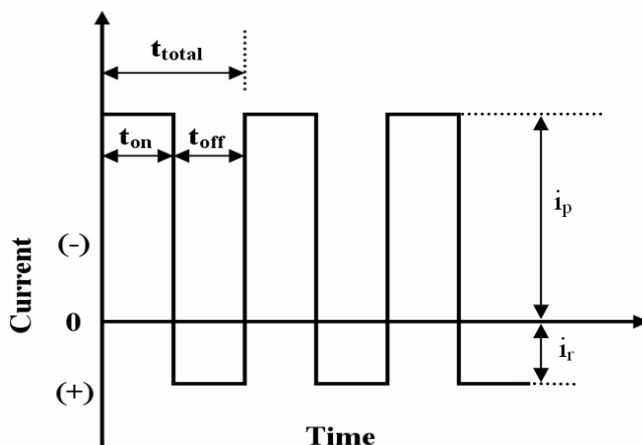 t_total
t_on
t_off
i_p
(-)
Current
0
i_r
(+)
Time